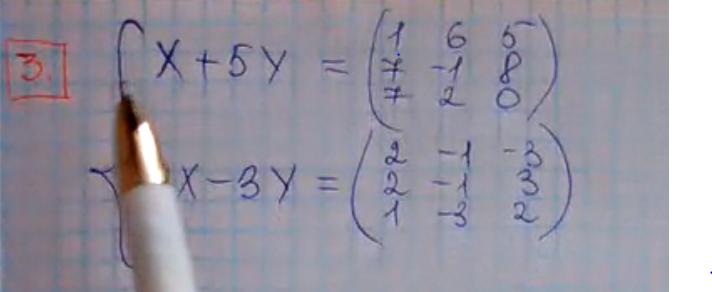 3. X + 5Y = ( 1 6 5
7 -1 8
7 2 0 )
X - 3Y = ( 2 -1 -3
2 -1 3
1 -3 2 )